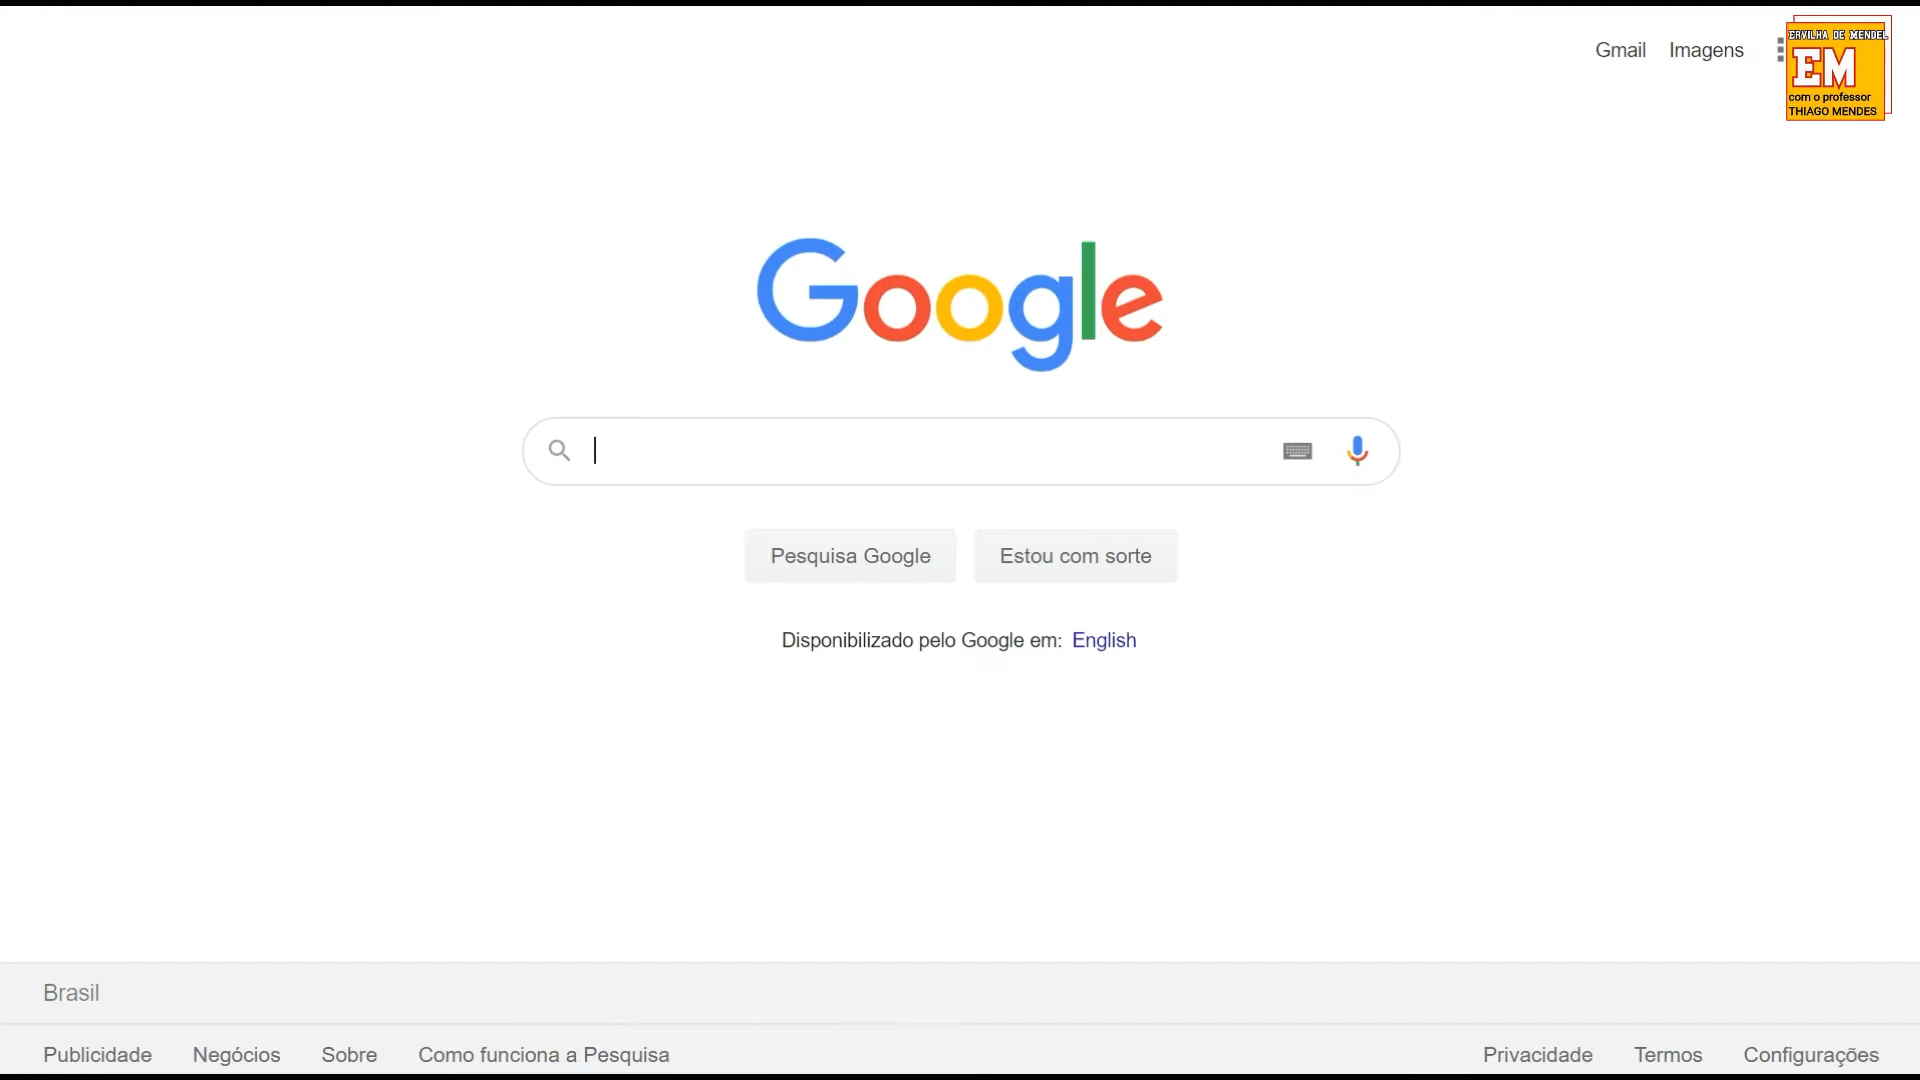 Gmail Imagens
ERVILHA DE MENDEL
EM
com o professor
THIAGO MENDES
Google
Pesquisa Google Estou com sorte
Disponibilizado pelo Google em: English
Brasil
Publicidade Negócios Sobre Como funciona a Pesquisa Privacidade Termos Configurações